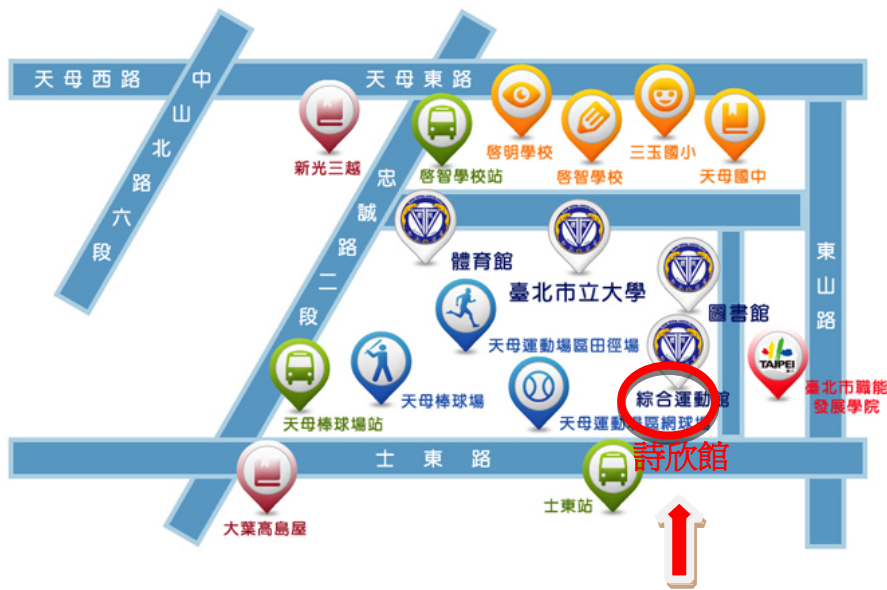 天母西路
中山北路六段
天母東路
新光三越
啓智學校站
啓明學校
啓智學校
三玉國小
天母國中
忠誠路二段
體育館
臺北市立大學
圖書館
東山路
天母運動場區田徑場
TAIPEI
臺北市職能
發展學院
天母棒球場站
天母棒球場
綜合運動館
天母運動場區網球場
士東路
詩欣館
大葉高島屋
士東站